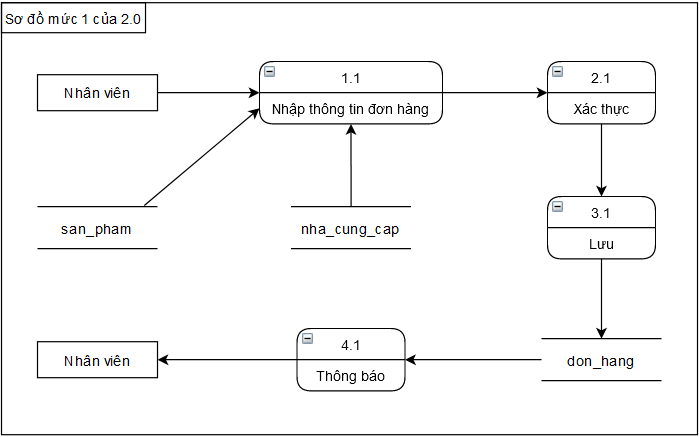 Sơ đồ mức 1 của 2.0
Nhân viên
1.1
Nhập thông tin đơn hàng
2.1
Xác thực
san_pham
nha_cung_cap
3.1
Lưu
Nhân viên
4.1
Thông báo
don_hang